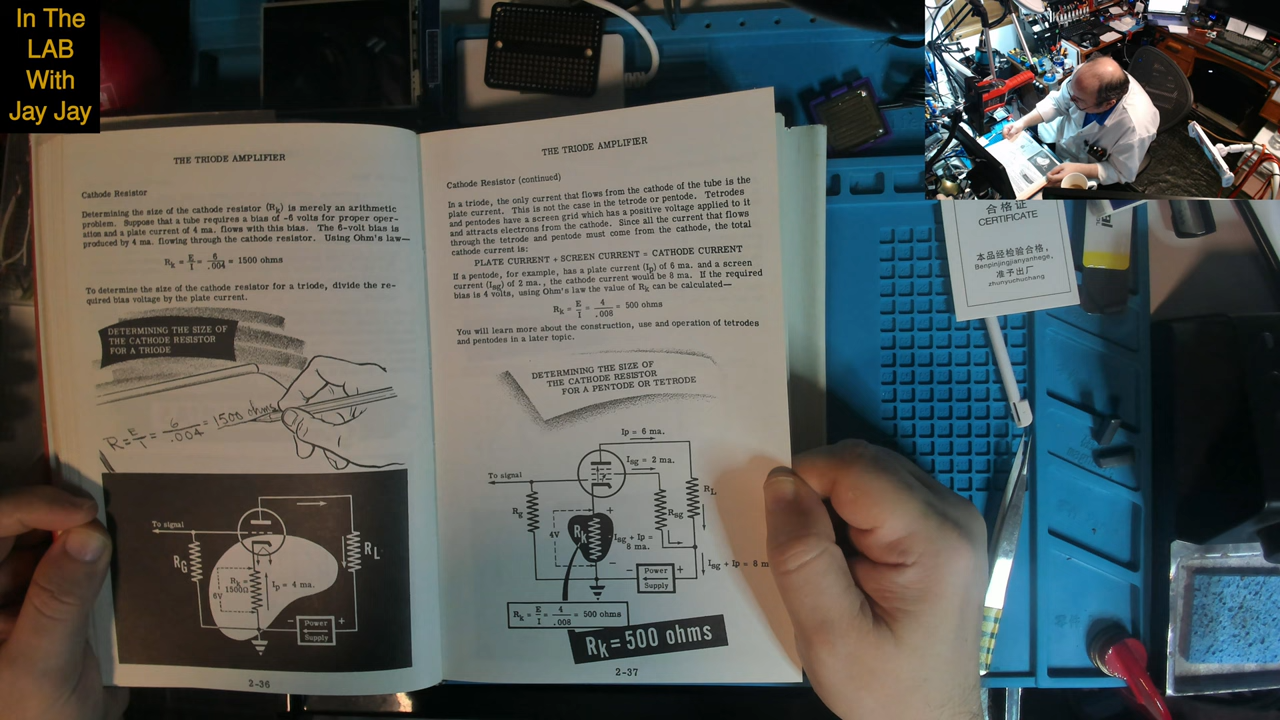 In The
LAB
With
Jay Jay
THE TRIODE AMPLIFIER
Cathode Resistor
Determining the size of the cathode resistor (Rk) is merely an arithmetic
problem. Suppose that a tube requires a bias of -6 volts for proper oper-
ation and a plate current of 4 ma. flows with this bias. The 6-volt bias is
produced by 4 ma. flowing through the cathode resistor. Using Ohm's law—
Rk = E/I = 6/.004 = 1500 ohms
To determine the size of the cathode resistor for a triode, divide the re-
quired bias voltage by the plate current.
DETERMINING THE SIZE OF
THE CATHODE RESISTOR
FOR A TRIODE
R = E/I = 6/.004 = 1500 ohms
To signal
RG
RL
Rk =
1500Ω
6V
Ip = 4 ma.
- Power Supply +
2-36
THE TRIODE AMPLIFIER
Cathode Resistor (continued)
In a triode, the only current that flows from the cathode of the tube is the
plate current. This is not the case in the tetrode or pentode. Tetrodes
and pentodes have a screen grid which has a positive voltage applied to it
and attracts electrons from the cathode. Since all the current that flows
through the tetrode and pentode must come from the cathode, the total
cathode current is:
PLATE CURRENT + SCREEN CURRENT = CATHODE CURRENT
If a pentode, for example, has a plate current (Ip) of 6 ma. and a screen
current (Isg) of 2 ma., the cathode current would be 8 ma. If the required
bias is 4 volts, using Ohm's law the value of Rk can be calculated—
Rk = E/I = 4/.008 = 500 ohms
You will learn more about the construction, use and operation of tetrodes
and pentodes in a later topic.
DETERMINING THE SIZE OF
THE CATHODE RESISTOR
FOR A PENTODE OR TETRODE
Ip = 6 ma.
Isg = 2 ma.
To signal
Rg
RL
Rsg
4V
+
Rk
-
Isg + Ip =
8 ma.
Isg + Ip = 8 m
- Power Supply +
Rk = E/I = 4/.008 = 500 ohms
Rk = 500 ohms
2-37
合格证
CERTIFICATE
本品经检验合格，
Benpinjingjianyanhege,
准予出厂
zhunyuchuchang